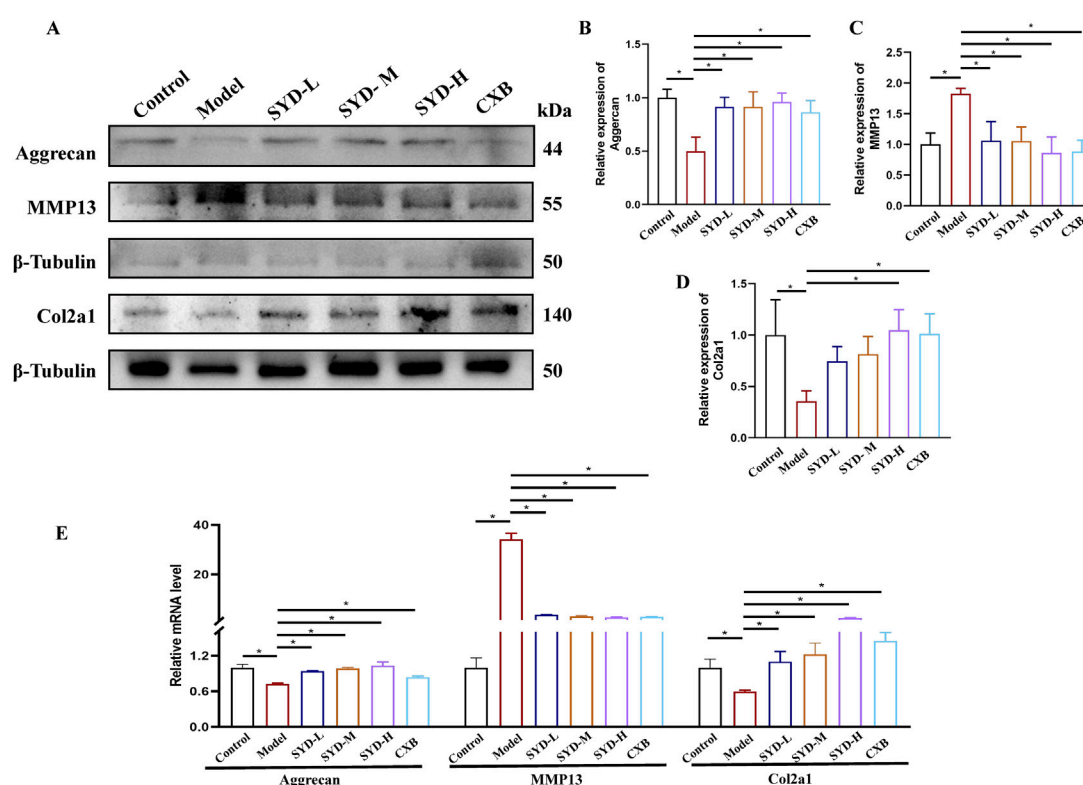 A
Control Model SYD-L SYD- M SYD-H CXB
kDa
Aggrecan 44
MMP13 55
β-Tubulin 50
Col2a1 140
β-Tubulin 50
B
Relative expression of
Aggercan
1.5
1.0
0.5
0.0
* * * * *
Control Model SYD-L SYD-M SYD-H CXB
C
Relative expression of
MMP13
2.5
2.0
1.5
1.0
0.5
0.0
* * * * *
Control Model SYD-L SYD-M SYD-H CXB
D
Relative expression of
Col2a1
1.5
1.0
0.5
0.0
* * *
Control Model SYD-L SYD- M SYD-H CXB
E
Relative mRNA level
40
20
1.2
0.6
0.0
* * * * *
* * * * *
* * * * *
Control Model SYD-L SYD-M SYD-H CXB
Control Model SYD-L SYD-M SYD-H CXB
Control Model SYD-L SYD-M SYD-H CXB
Aggrecan MMP13 Col2a1